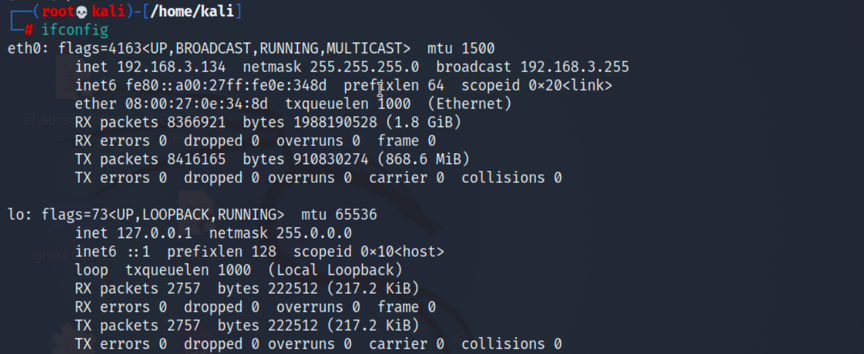 ┌──(root💀kali)-[/home/kali]
└─# ifconfig
eth0: flags=4163<UP,BROADCAST,RUNNING,MULTICAST>  mtu 1500
        inet 192.168.3.134  netmask 255.255.255.0  broadcast 192.168.3.255
        inet6 fe80::a00:27ff:fe0e:348d  prefixlen 64  scopeid 0×20<link>
        ether 08:00:27:0e:34:8d  txqueuelen 1000  (Ethernet)
        RX packets 8366921  bytes 1988190528 (1.8 GiB)
        RX errors 0  dropped 0  overruns 0  frame 0
        TX packets 8416165  bytes 910830274 (868.6 MiB)
        TX errors 0  dropped 0 overruns 0  carrier 0  collisions 0

lo: flags=73<UP,LOOPBACK,RUNNING>  mtu 65536
        inet 127.0.0.1  netmask 255.0.0.0
        inet6 ::1  prefixlen 128  scopeid 0×10<host>
        loop  txqueuelen 1000  (Local Loopback)
        RX packets 2757  bytes 222512 (217.2 KiB)
        RX errors 0  dropped 0  overruns 0  frame 0
        TX packets 2757  bytes 222512 (217.2 KiB)
        TX errors 0  dropped 0 overruns 0  carrier 0  collisions 0